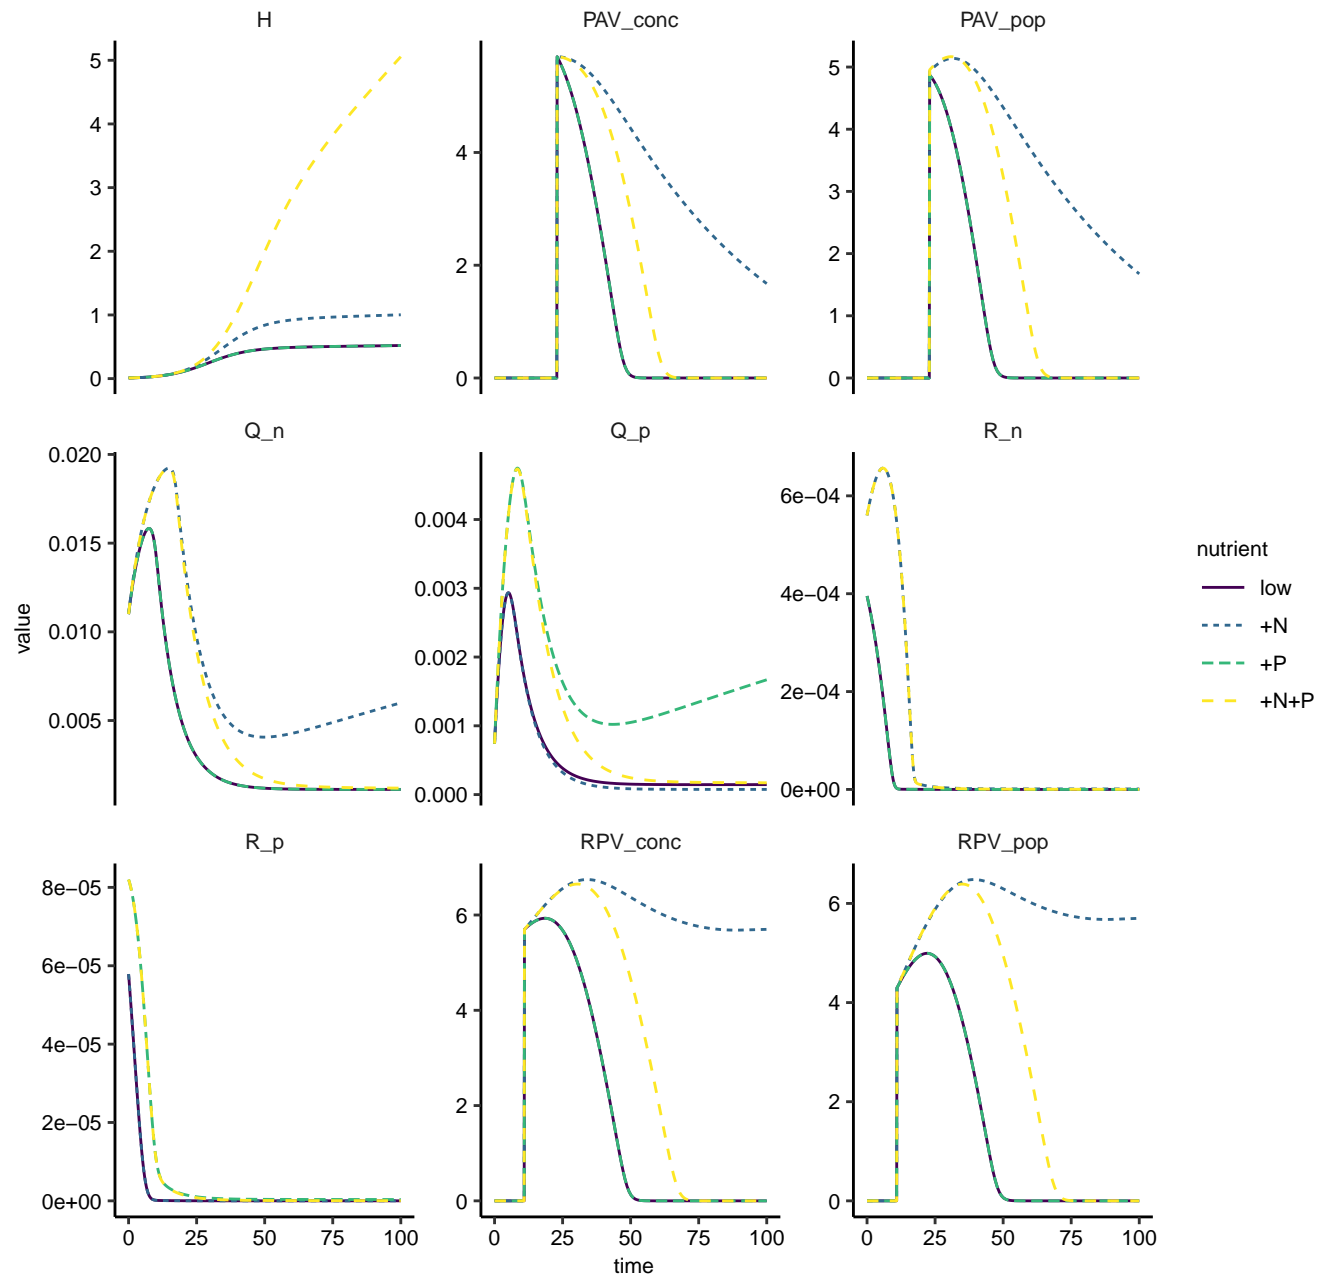 H
PAV_conc
PAV_pop
5
4
3
2
1
0
4
2
0
5
4
3
2
1
0
Q_n
Q_p
R_n
0.020
0.015
0.010
0.005
0.004
0.003
0.002
0.001
0.000
6e−04
4e−04
2e−04
0e+00
R_p
RPV_conc
RPV_pop
8e−05
6e−05
4e−05
2e−05
0e+00
6
4
2
0
6
4
2
0
0 25 50 75 100
0 25 50 75 100
0 25 50 75 100
time
value
nutrient
low
+N
+P
+N+P